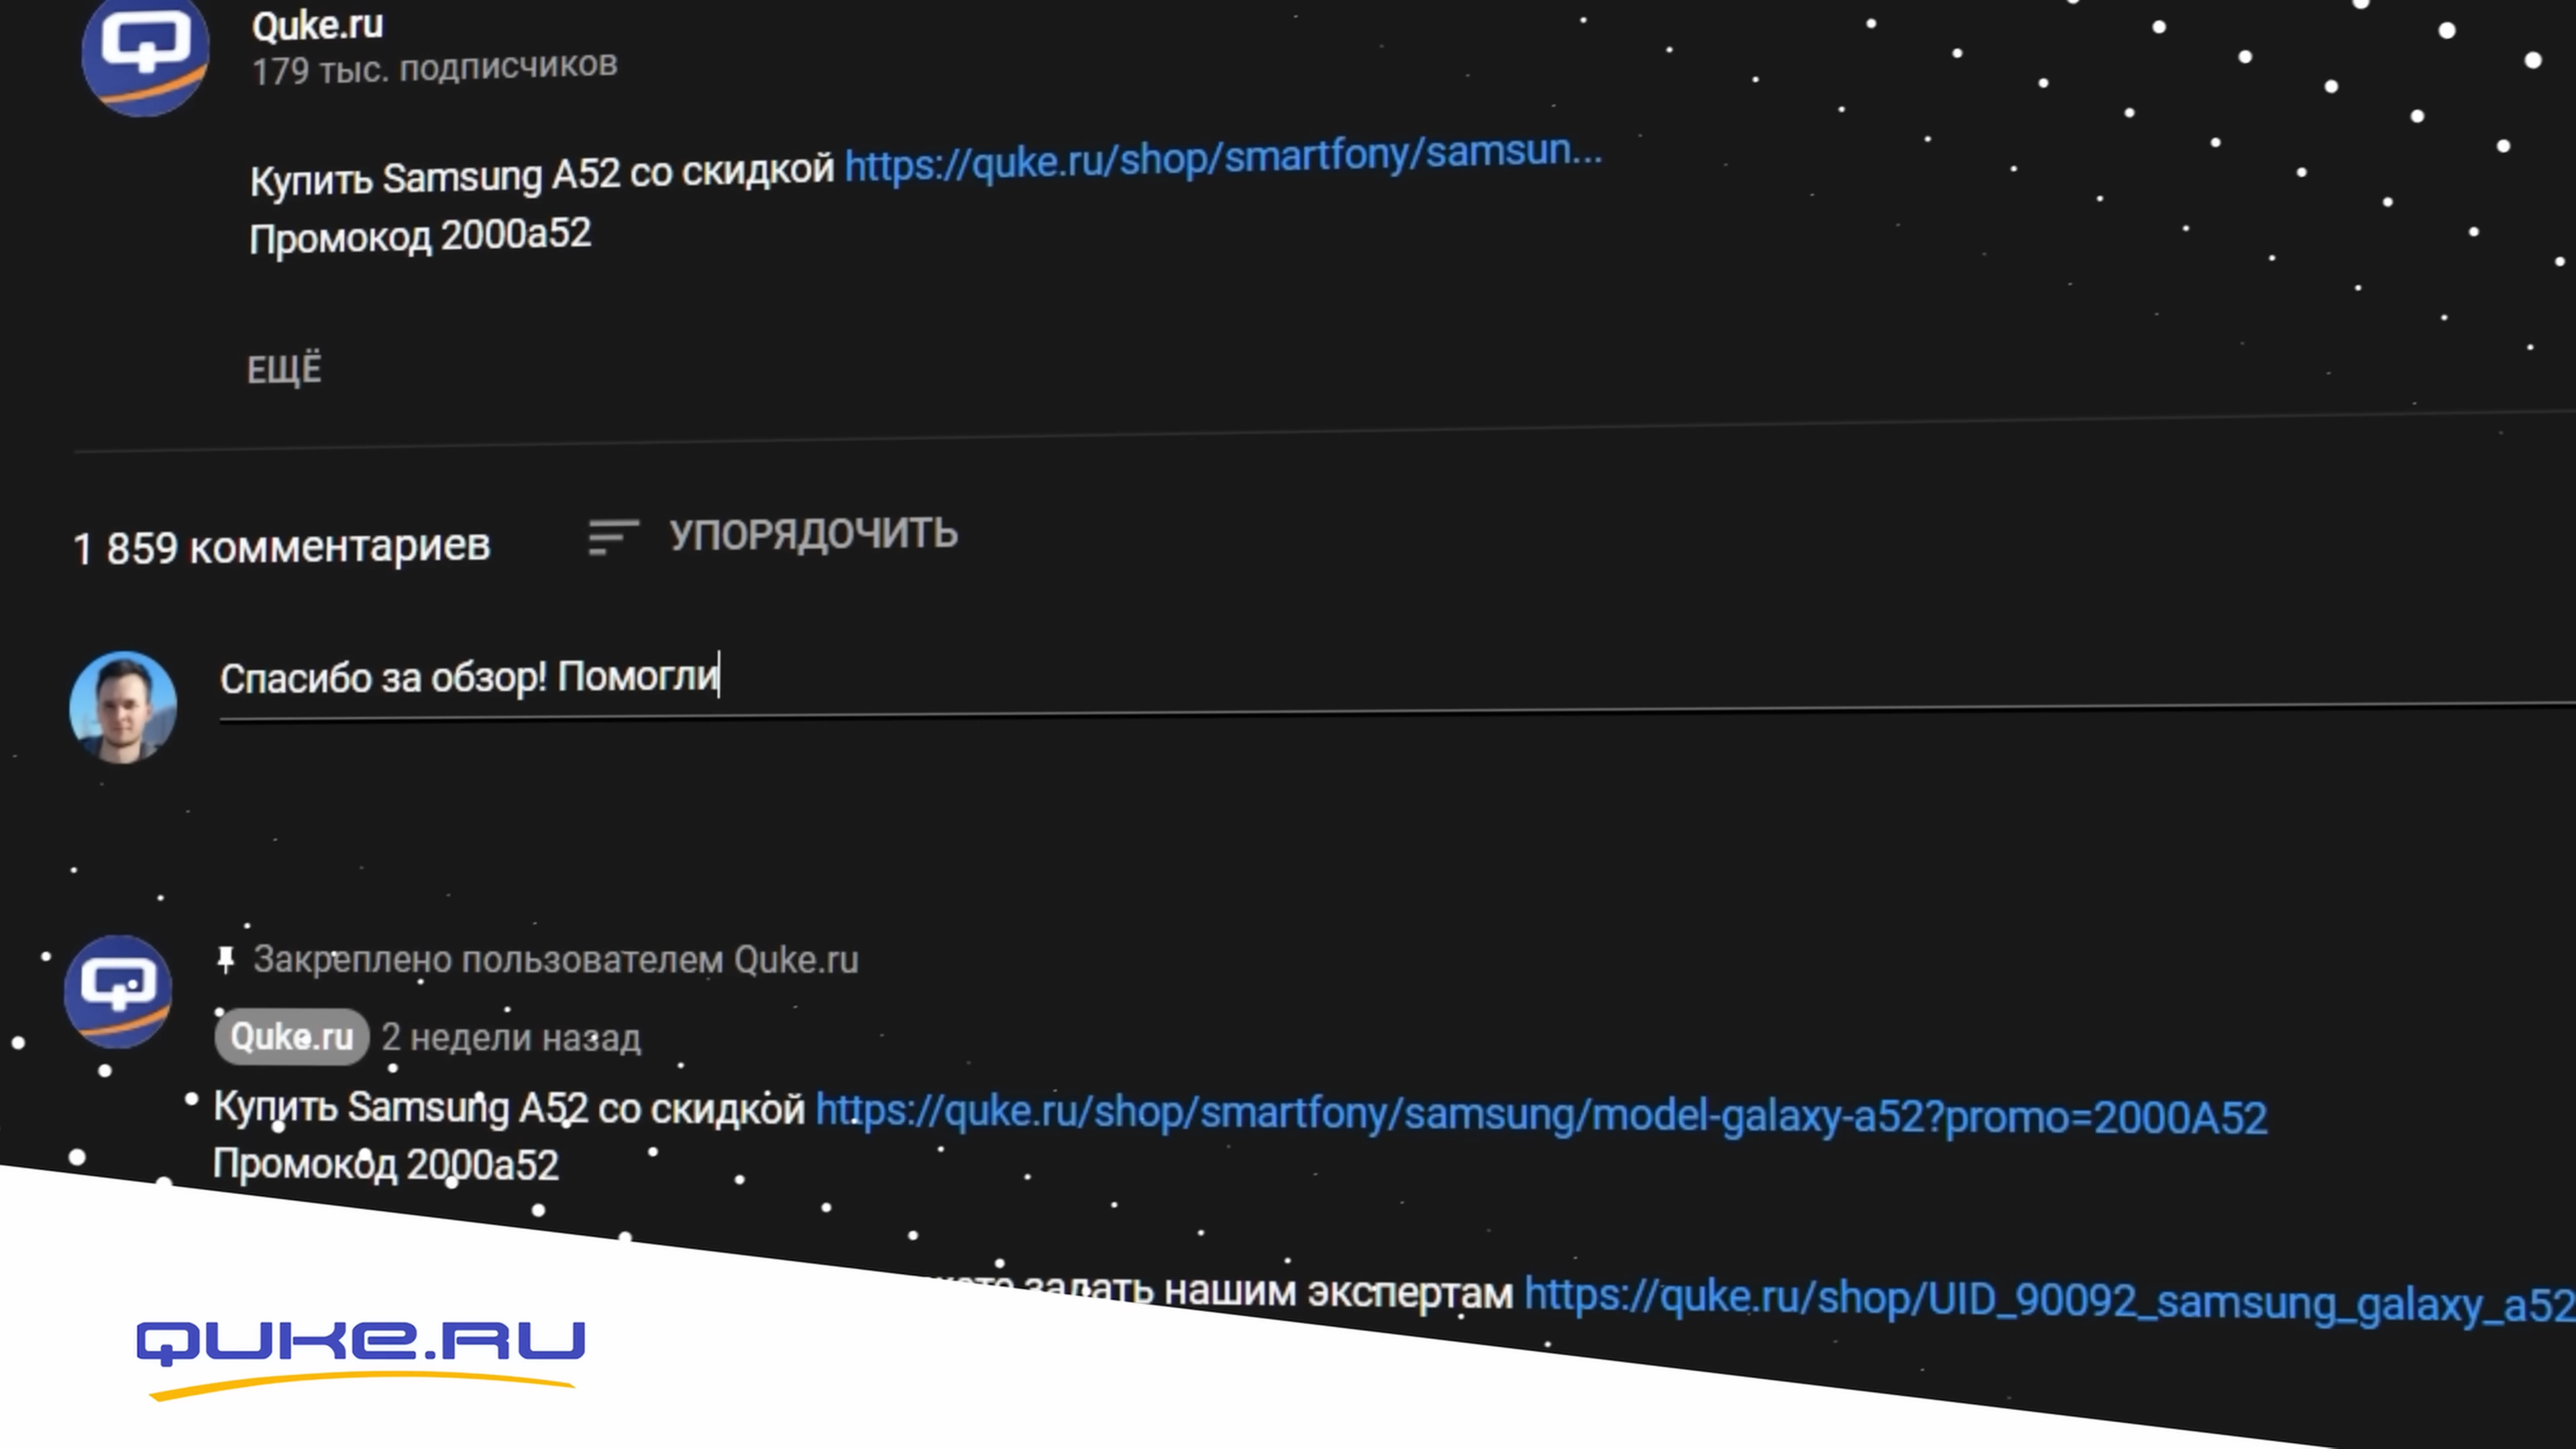 Quke.ru
179 тыс. подписчиков
Купить Samsung A52 со скидкой https://quke.ru/shop/smartfony/samsun...
Промокод 2000a52
ЕЩЁ
1 859 комментариев УПОРЯДОЧИТЬ
Спасибо за обзор! Помогли
Закреплено пользователем Quke.ru
Quke.ru 2 недели назад
Купить Samsung A52 со скидкой https://quke.ru/shop/smartfony/samsung/model-galaxy-a52?promo=2000A52
Промокод 2000a52
задать нашим экспертам https://quke.ru/shop/UID_90092_samsung_galaxy_a52
QUKE.RU